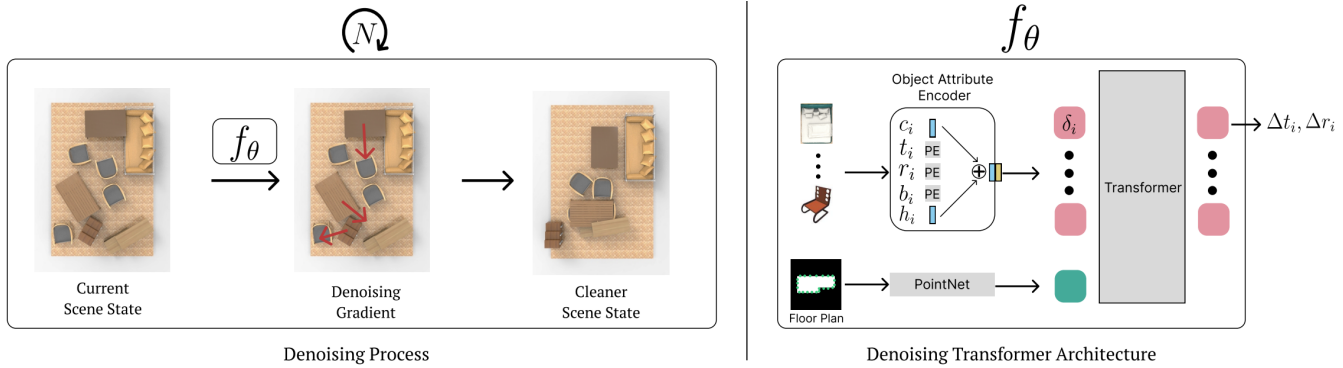 N
f_θ
Current
Scene State
Denoising
Gradient
Cleaner
Scene State
Denoising Process
f_θ
Object Attribute
Encoder
c_i
t_i PE
r_i PE
b_i PE
h_i
δ_i
Transformer
Δt_i, Δr_i
PointNet
Floor Plan
Denoising Transformer Architecture